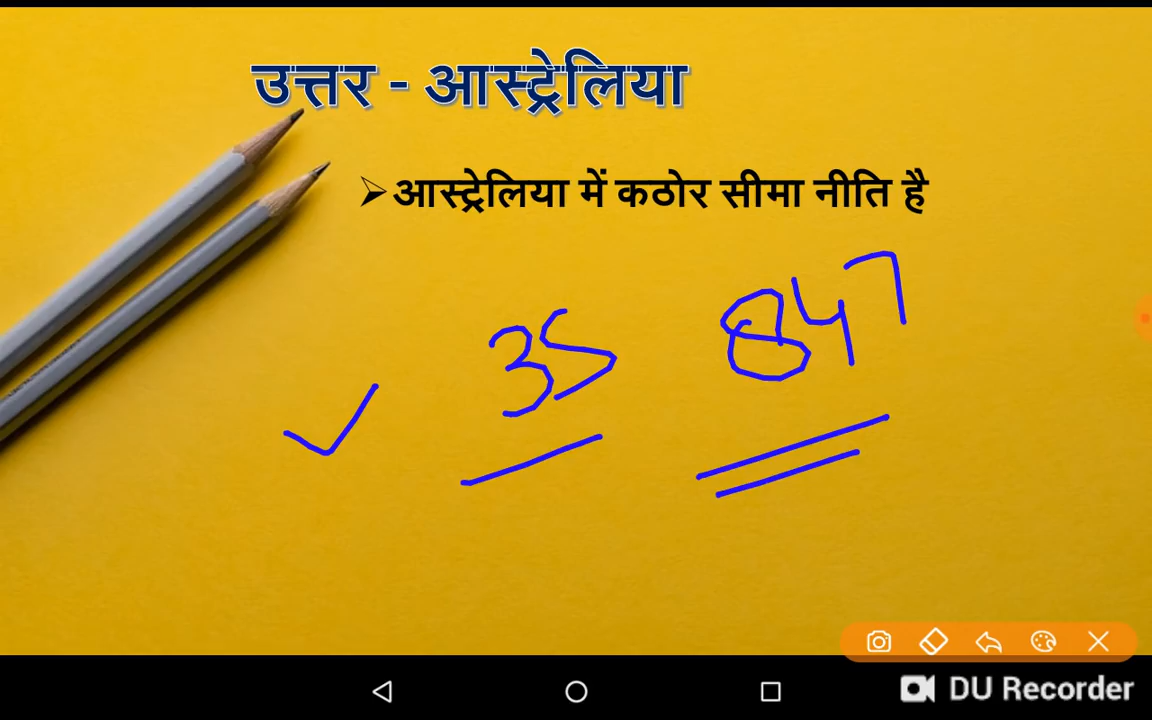 उत्तर - आस्ट्रेलिया
आस्ट्रेलिया में कठोर सीमा नीति है
35 847
DU Recorder